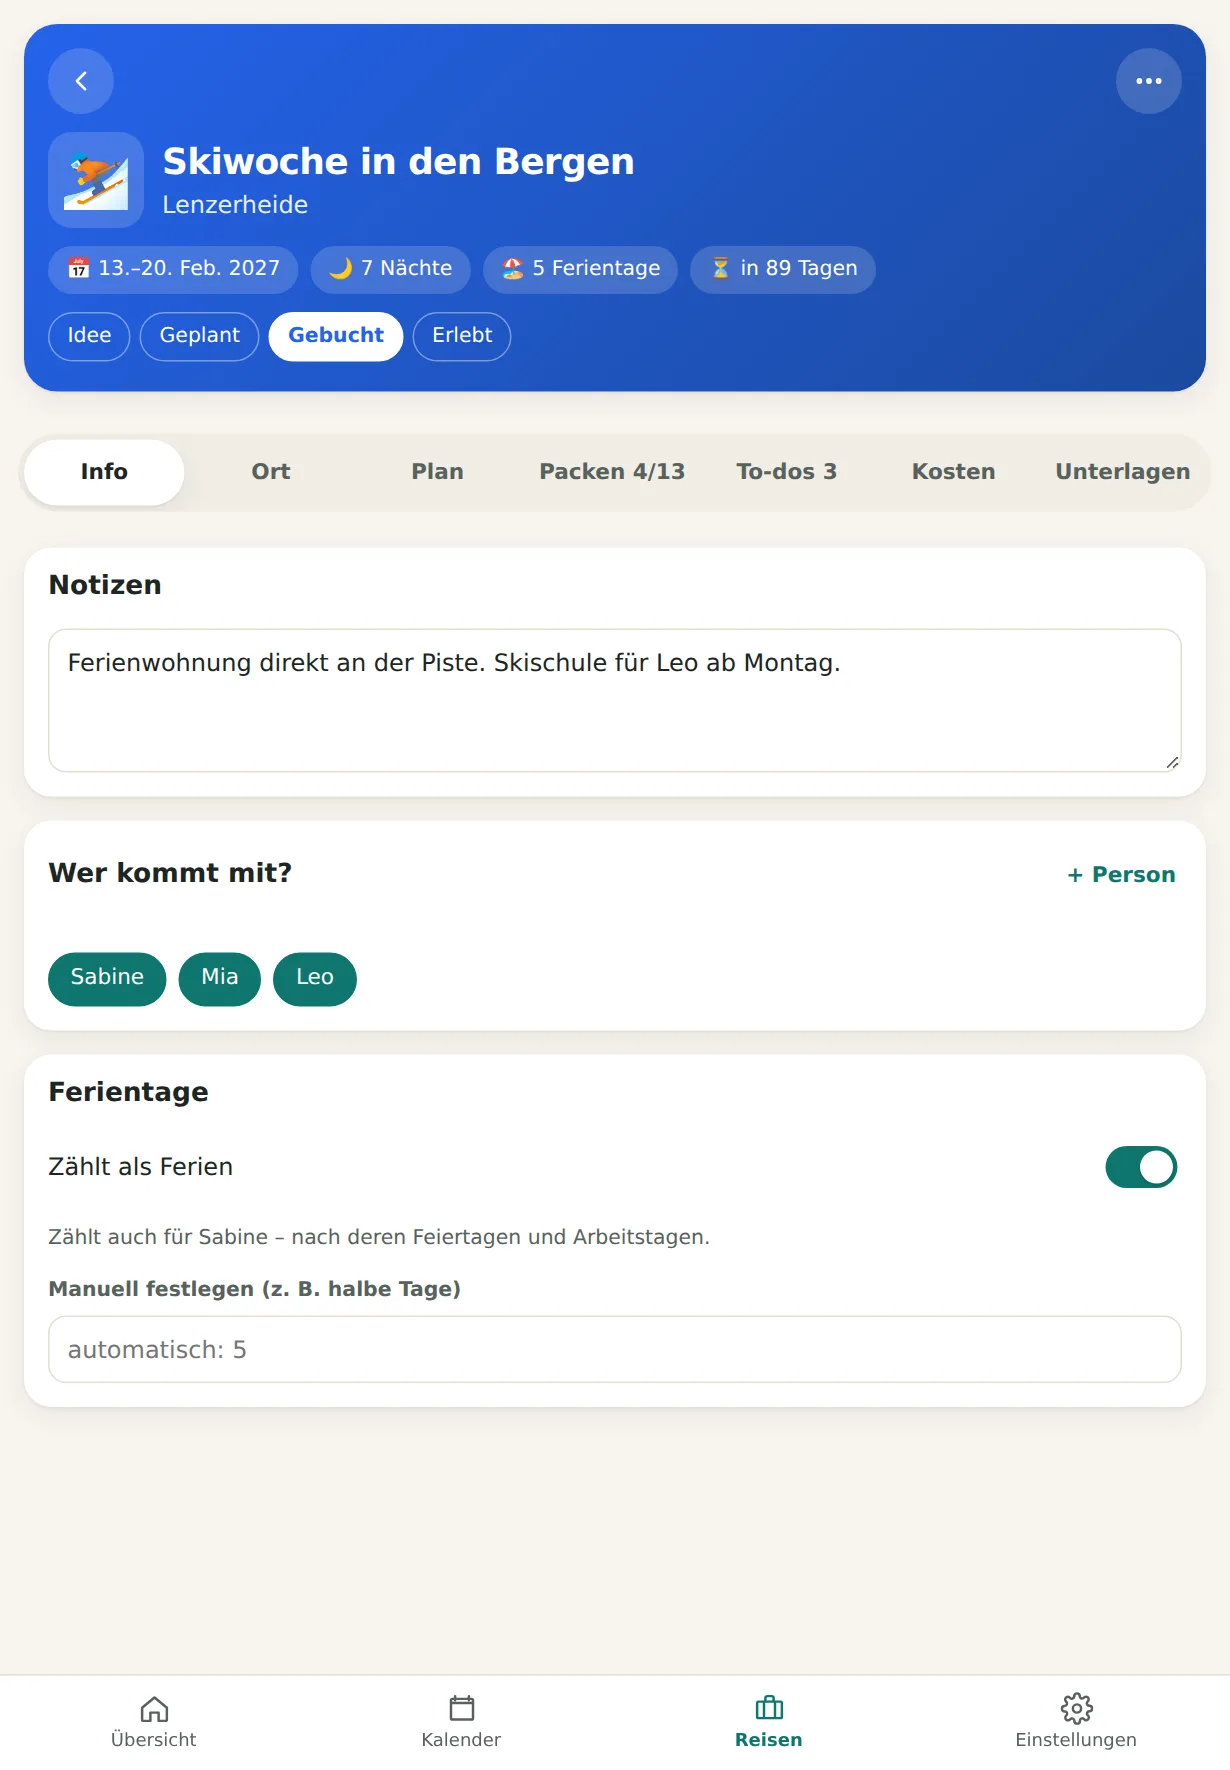 Skiwoche in den Bergen
Lenzerheide
📅 13.–20. Feb. 2027 🌙 7 Nächte 🏖️ 5 Ferientage ⏳ in 89 Tagen
Idee Geplant Gebucht Erlebt
Info Ort Plan Packen 4/13 To-dos 3 Kosten Unterlagen
Notizen
Ferienwohnung direkt an der Piste. Skischule für Leo ab Montag.
Wer kommt mit? + Person
Sabine Mia Leo
Ferientage
Zählt als Ferien
Zählt auch für Sabine – nach deren Feiertagen und Arbeitstagen.
Manuell festlegen (z. B. halbe Tage)
automatisch: 5
Übersicht Kalender Reisen Einstellungen